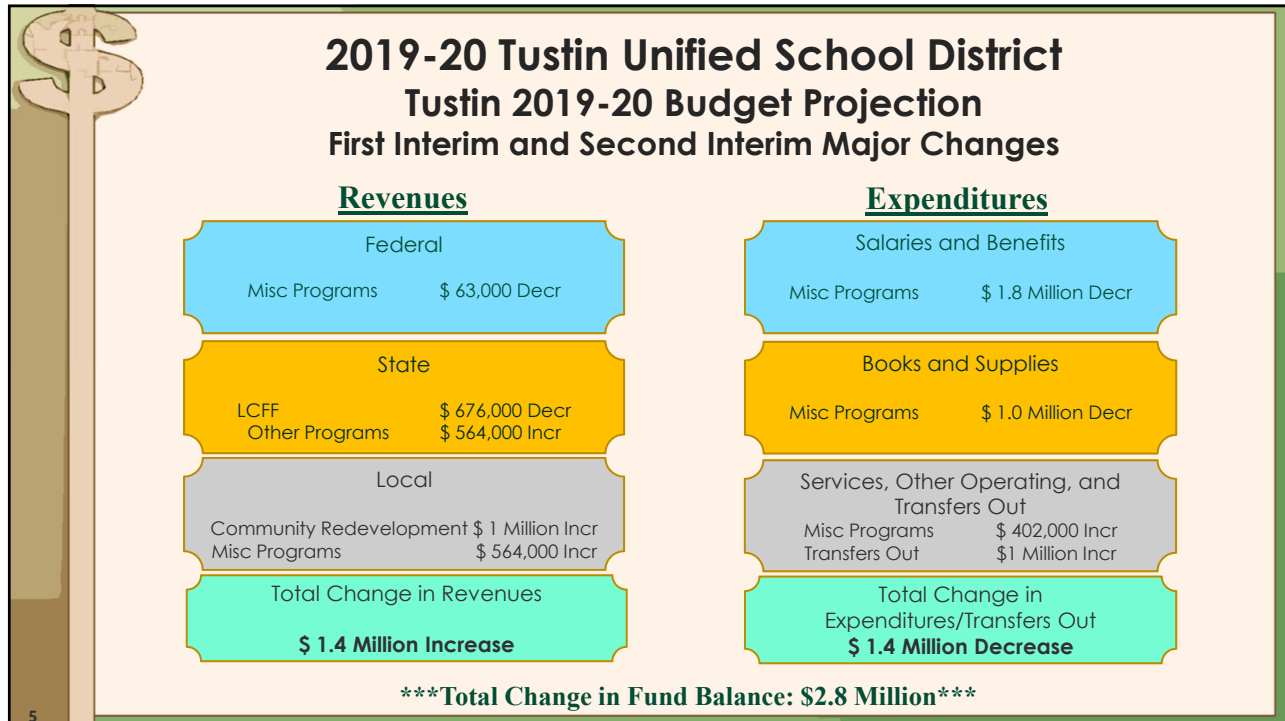 2019-20 Tustin Unified School District
Tustin 2019-20 Budget Projection
First Interim and Second Interim Major Changes
Revenues
Federal
Misc Programs $ 63,000 Decr
State
LCFF $ 676,000 Decr
Other Programs $ 564,000 Incr
Local
Community Redevelopment $ 1 Million Incr
Misc Programs $ 564,000 Incr
Total Change in Revenues
$ 1.4 Million Increase
Expenditures
Salaries and Benefits
Misc Programs $ 1.8 Million Decr
Books and Supplies
Misc Programs $ 1.0 Million Decr
Services, Other Operating, and
Transfers Out
Misc Programs $ 402,000 Incr
Transfers Out $1 Million Incr
Total Change in
Expenditures/Transfers Out
$ 1.4 Million Decrease
***Total Change in Fund Balance: $2.8 Million***
5